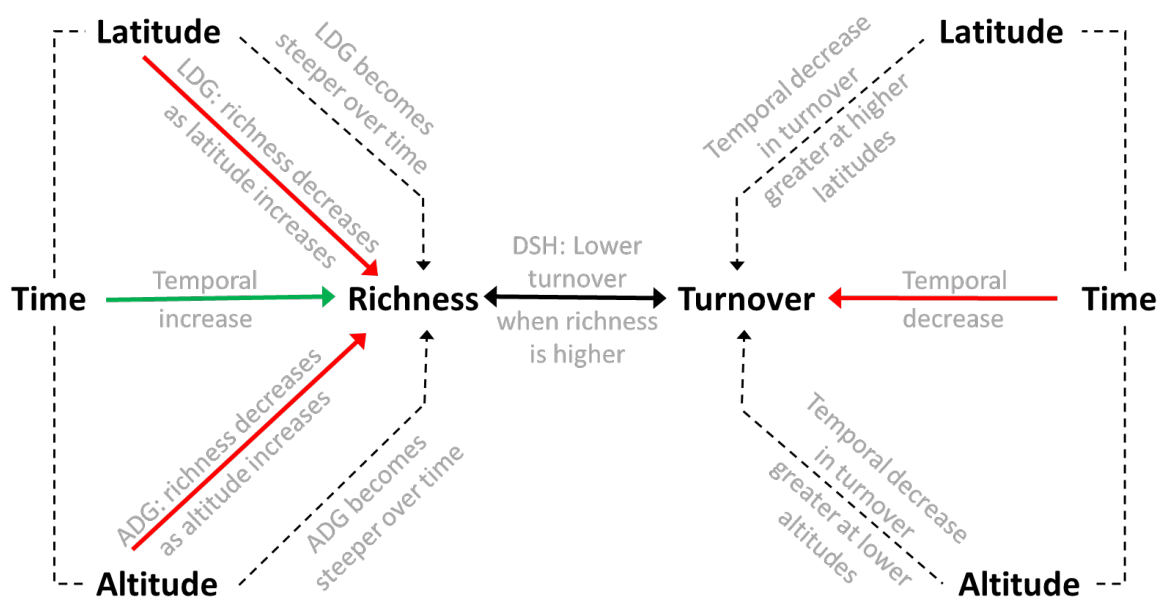 Latitude
LDG becomes
steeper over time
LDG: richness decreases
as latitude increases
Time
Temporal
increase
Richness
ADG: richness decreases
as altitude increases
ADG becomes
steeper over time
Altitude
DSH: Lower
turnover
when richness
is higher
Latitude
Temporal decrease
in turnover
greater at higher
latitudes
Turnover
Temporal
decrease
Time
Temporal decrease
in turnover
greater at lower
altitudes
Altitude